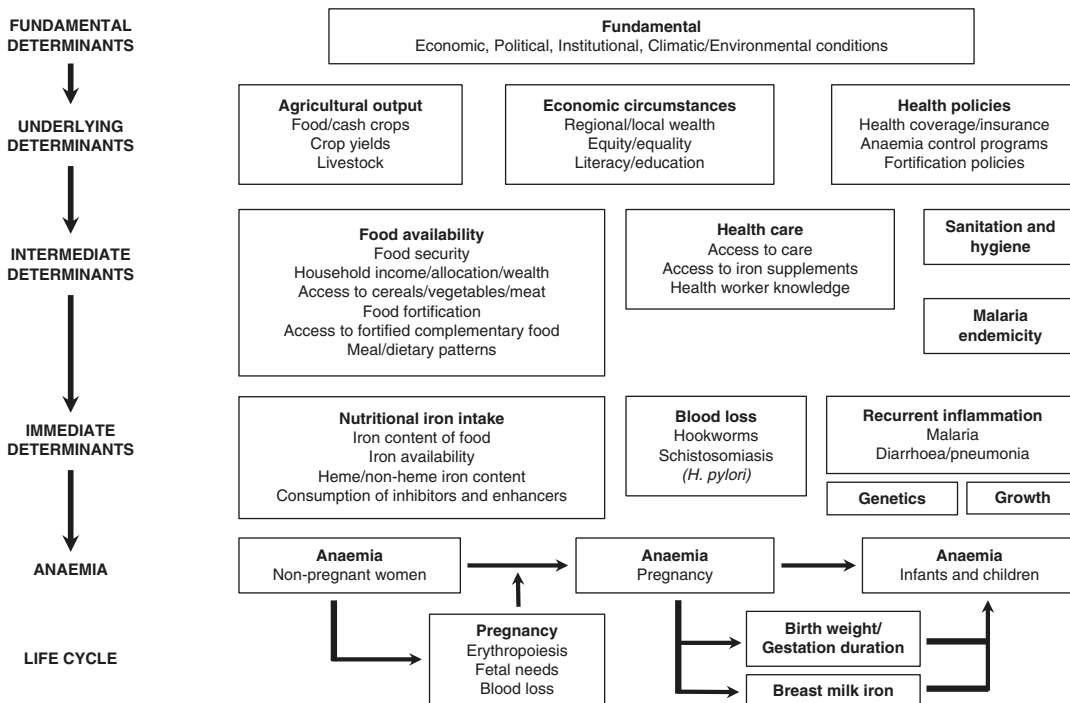 FUNDAMENTAL
DETERMINANTS
Fundamental
Economic, Political, Institutional, Climatic/Environmental conditions
UNDERLYING
DETERMINANTS
Agricultural output
Food/cash crops
Crop yields
Livestock
Economic circumstances
Regional/local wealth
Equity/equality
Literacy/education
Health policies
Health coverage/insurance
Anaemia control programs
Fortification policies
INTERMEDIATE
DETERMINANTS
Food availability
Food security
Household income/allocation/wealth
Access to cereals/vegetables/meat
Food fortification
Access to fortified complementary food
Meal/dietary patterns
Health care
Access to care
Access to iron supplements
Health worker knowledge
Sanitation and
hygiene
Malaria
endemicity
IMMEDIATE
DETERMINANTS
Nutritional iron intake
Iron content of food
Iron availability
Heme/non-heme iron content
Consumption of inhibitors and enhancers
Blood loss
Hookworms
Schistosomiasis
(H. pylori)
Recurrent inflammation
Malaria
Diarrhoea/pneumonia
Genetics
Growth
ANAEMIA
Anaemia
Non-pregnant women
Anaemia
Pregnancy
Anaemia
Infants and children
LIFE CYCLE
Pregnancy
Erythropoiesis
Fetal needs
Blood loss
Birth weight/
Gestation duration
Breast milk iron